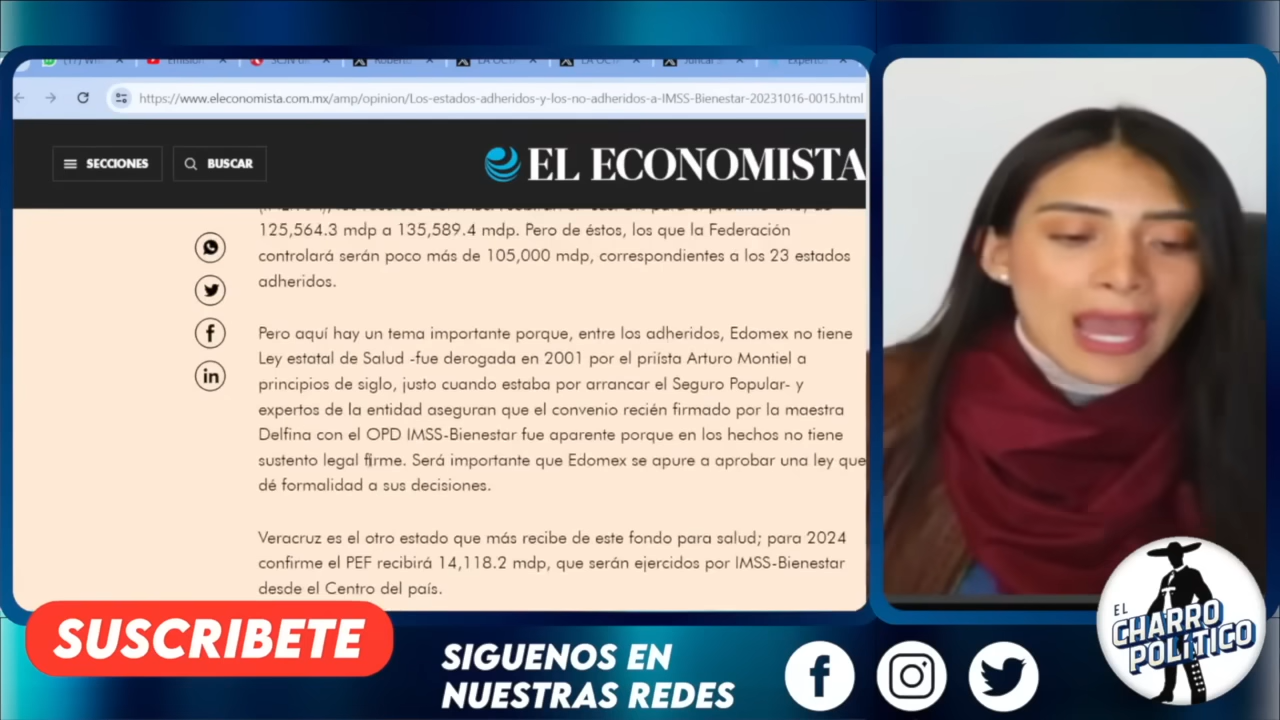 https://www.eleconomista.com.mx/amp/opinion/Los-estados-adheridos-y-los-no-adheridos-a-IMSS-Bienestar-20231016-0015.html
SECCIONES
BUSCAR
EL ECONOMISTA
125,564.3 mdp a 135,589.4 mdp. Pero de éstos, los que la Federación
controlará serán poco más de 105,000 mdp, correspondientes a los 23 estados
adheridos.
Pero aquí hay un tema importante porque, entre los adheridos, Edomex no tiene
Ley estatal de Salud -fue derogada en 2001 por el priísta Arturo Montiel a
principios de siglo, justo cuando estaba por arrancar el Seguro Popular- y
expertos de la entidad aseguran que el convenio recién firmado por la maestra
Delfina con el OPD IMSS-Bienestar fue aparente porque en los hechos no tiene
sustento legal firme. Será importante que Edomex se apure a aprobar una ley que
dé formalidad a sus decisiones.
Veracruz es el otro estado que más recibe de este fondo para salud; para 2024
confirme el PEF recibirá 14,118.2 mdp, que serán ejercidos por IMSS-Bienestar
desde el Centro del país.
SUSCRIBETE
SIGUENOS EN
NUESTRAS REDES
EL
CHARRO
POLÍTICO